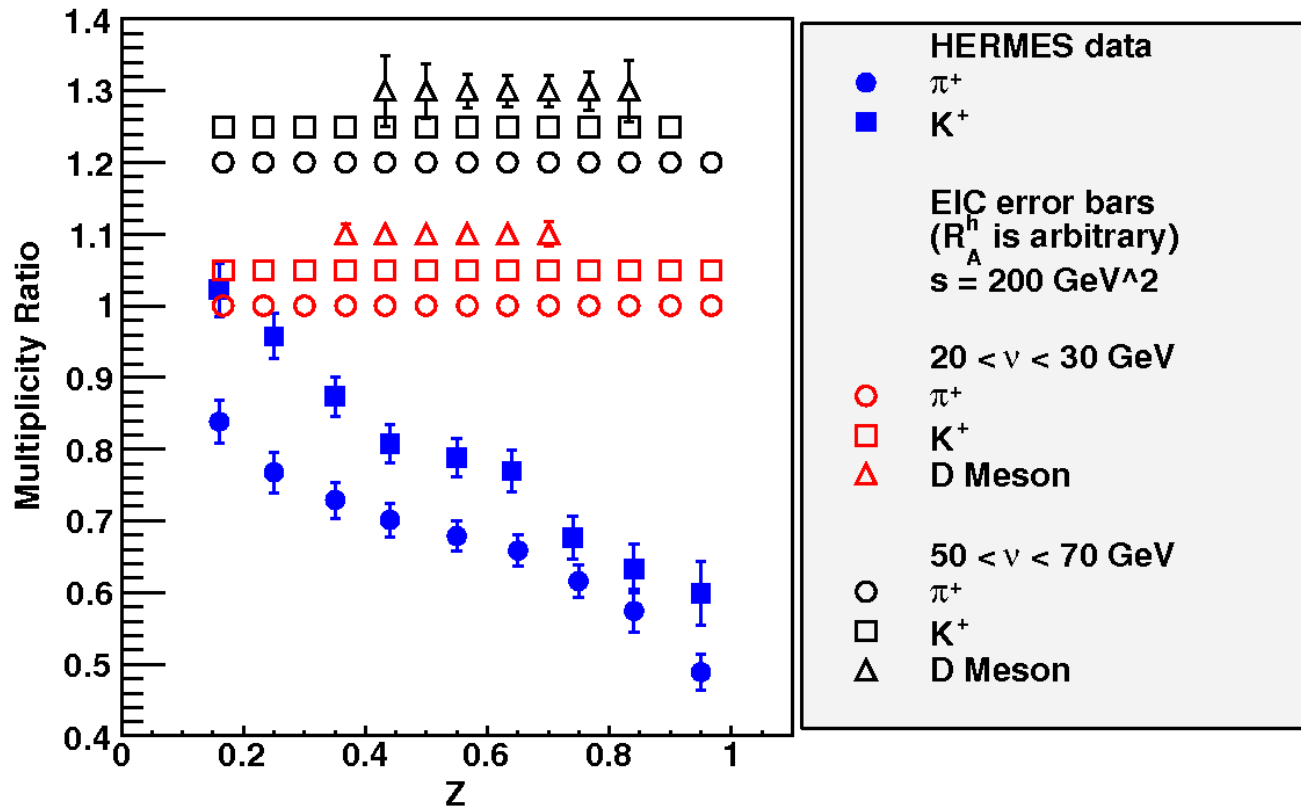 Multiplicity Ratio
1.4
1.3
1.2
1.1
1
0.9
0.8
0.7
0.6
0.5
0.4
0 0.2 0.4 0.6 0.8 1
Z
HERMES data
π+
K+
EIC error bars
(R_A^h is arbitrary)
s = 200 GeV^2
20 < ν < 30 GeV
π+
K+
D Meson
50 < ν < 70 GeV
π+
K+
D Meson